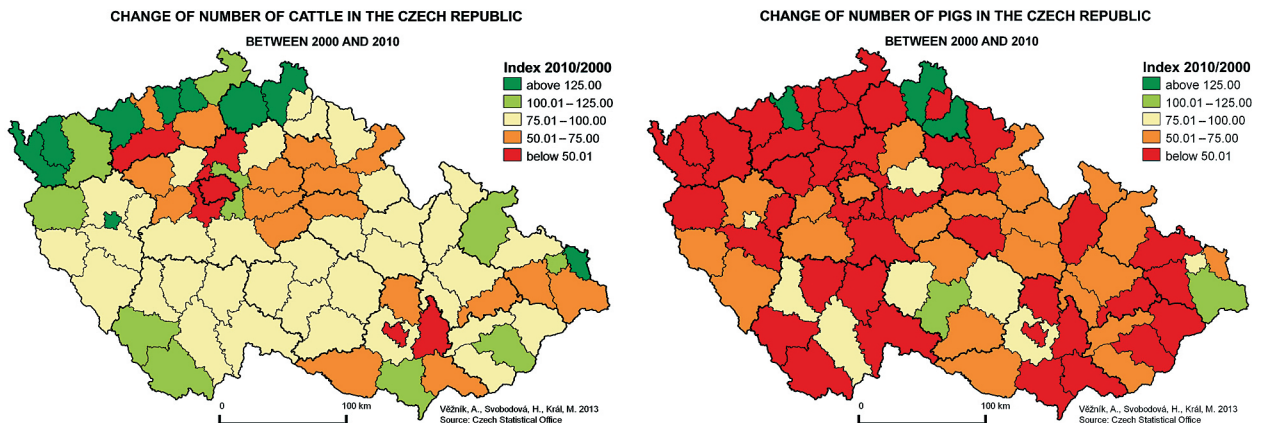 CHANGE OF NUMBER OF CATTLE IN THE CZECH REPUBLIC
BETWEEN 2000 AND 2010
Index 2010/2000
above 125.00
100.01 – 125.00
75.01 – 100.00
50.01 – 75.00
below 50.01
0 100 km
Věžník, A., Svobodová, H., Král, M. 2013
Source: Czech Statistical Office
CHANGE OF NUMBER OF PIGS IN THE CZECH REPUBLIC
BETWEEN 2000 AND 2010
Index 2010/2000
above 125.00
100.01 – 125.00
75.01 – 100.00
50.01 – 75.00
below 50.01
0 100 km
Věžník, A., Svobodová, H., Král, M. 2013
Source: Czech Statistical Office